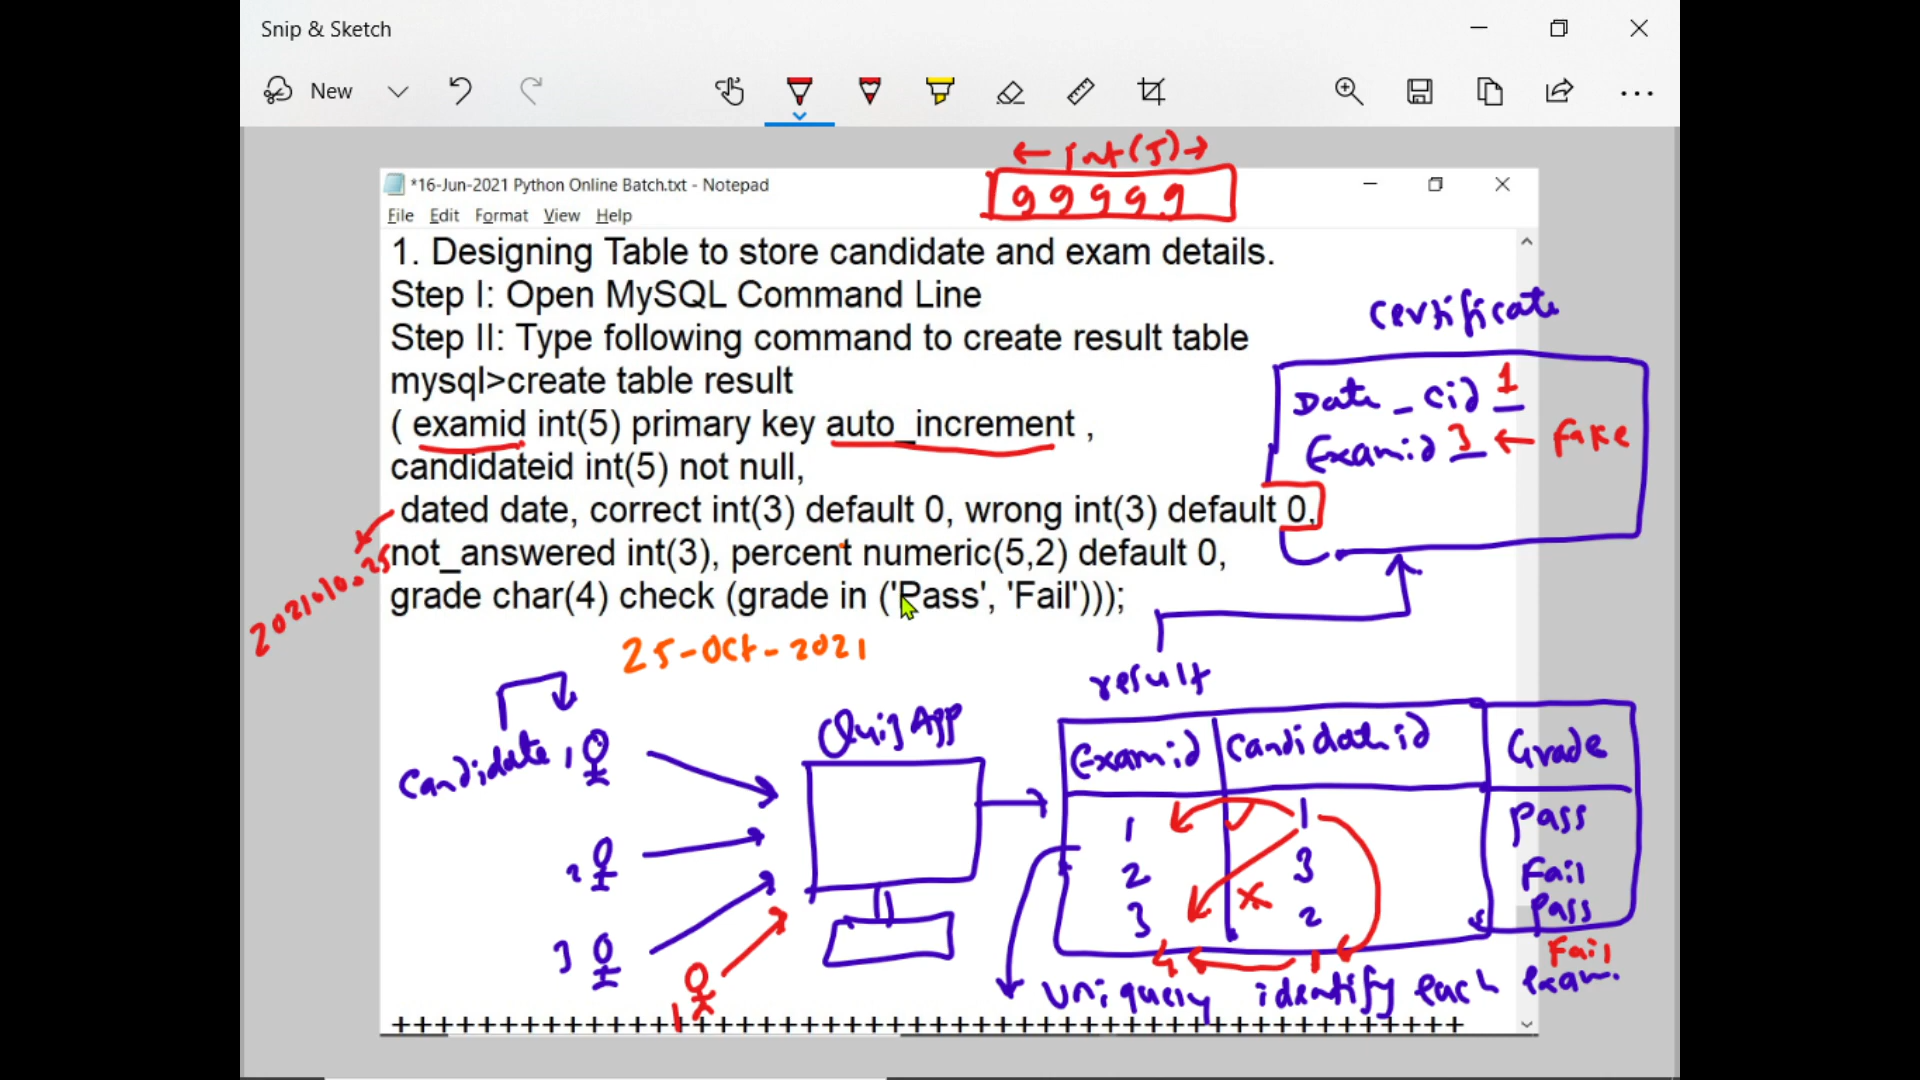 Snip & Sketch
New
← int(5) →
*16-Jun-2021 Python Online Batch.txt - Notepad
99999
File Edit Format View Help
1. Designing Table to store candidate and exam details.
Step I: Open MySQL Command Line
Step II: Type following command to create result table
mysql>create table result
( examid int(5) primary key auto_increment ,
candidateid int(5) not null,
dated date, correct int(3) default 0, wrong int(3) default 0,
not_answered int(3), percent numeric(5,2) default 0,
grade char(4) check (grade in ('Pass', 'Fail')));
certificate
Date _ Cid 1
Examid 3 ← Fake
2021.10.25
25-Oct-2021
result
Candidate 1
2
3
1
Quiz App
Examid Candidateid Grade
1 1 Pass
2 3 Fail
3 2 Pass
4 1 Fail
Uniquely identify each exam.
++++++++++++++++++++++++++++++++++++++++++++++++